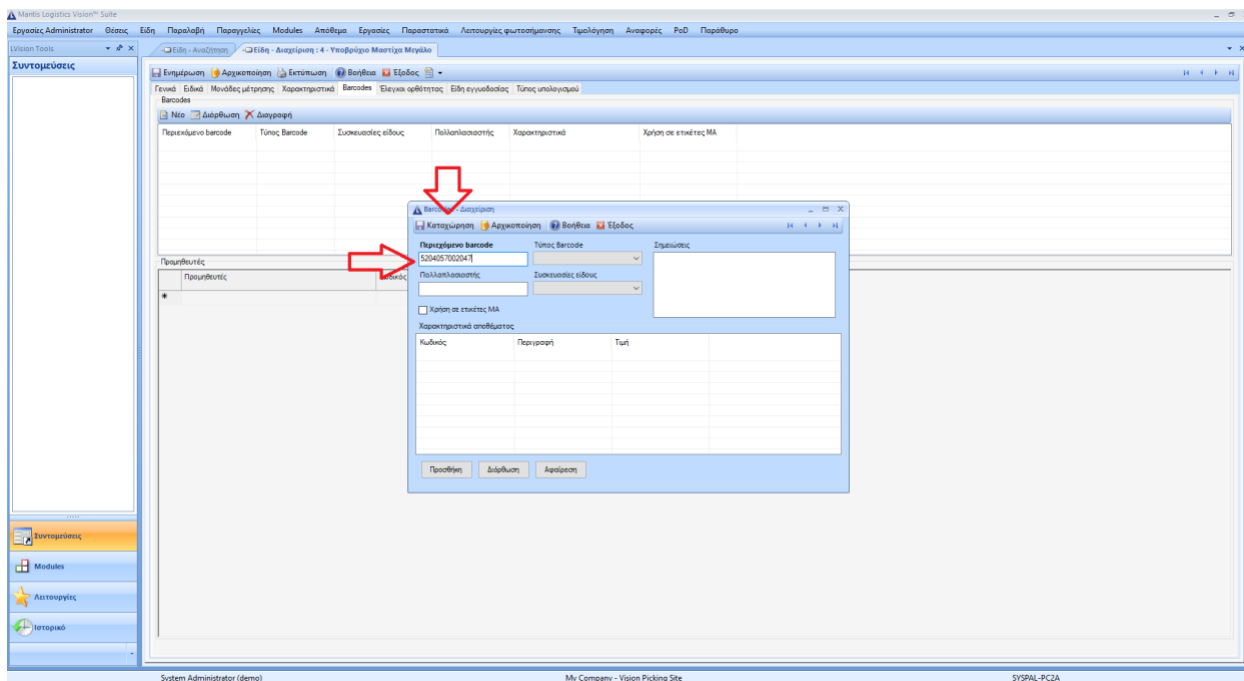 Mantis Logistics Vision™ Suite
Εργασίες Administrator Θέσεις Είδη Παραλαβή Παραγγελίες Modules Απόθεμα Εργασίες Παραστατικά Λειτουργίες φωτοσήμανσης Τιμολόγηση Αναφορές PoD Παράθυρο
LVision Tools
Είδη - Αναζήτηση Είδη - Διαχείριση : 4 - Υποβρύχιο Μαστίχα Μεγάλο
Συντομεύσεις
Ενημέρωση Αρχικοποίηση Εκτύπωση Βοήθεια Έξοδος
Γενικά Ειδικά Μονάδες μέτρησης Χαρακτηριστικά Barcodes Έλεγχοι ορθότητας Είδη εγγυοδοσίας Τύπος υπολογισμού
Barcodes
Νέο Διόρθωση Διαγραφή
Περιεχόμενο barcode Τύπος Barcode Συσκευασίες είδους Πολλαπλασιαστής Χαρακτηριστικά Χρήση σε ετικέτες ΜΑ
Barcodes - Διαχείριση
Καταχώρηση Αρχικοποίηση Βοήθεια Έξοδος
Περιεχόμενο barcode Τύπος Barcode Σημειώσεις
5204057002047
Πολλαπλασιαστής Συσκευασίες είδους
Χρήση σε ετικέτες ΜΑ
Χαρακτηριστικά αποθέματος
Κωδικός Περιγραφή Τιμή
Προσθήκη Διόρθωση Αφαίρεση
Προμηθευτές
Προμηθευτές Κωδικός
Συντομεύσεις
Modules
Λειτουργίες
Ιστορικό
System Administrator (demo) My Company - Vision Picking Site SYSPAL-PC2A